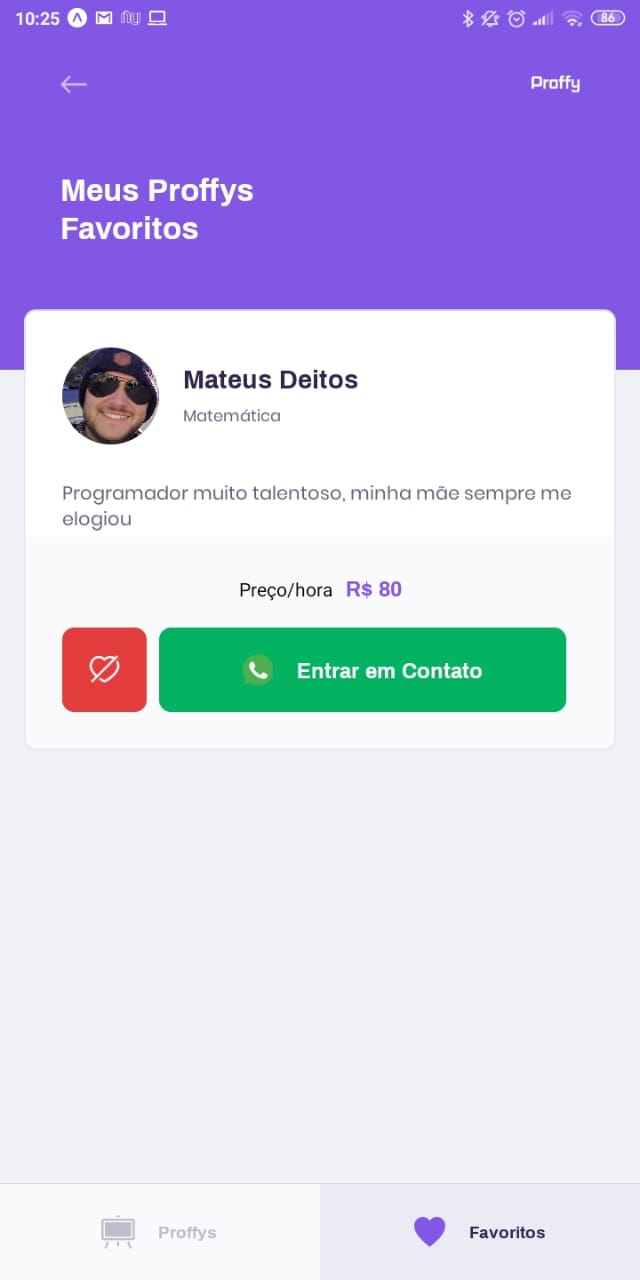 10:25
86
Proffy
Meus Proffys
Favoritos
Mateus Deitos
Matemática
Programador muito talentoso, minha mãe sempre me
elogiou
Preço/hora R$ 80
Entrar em Contato
Proffys
Favoritos